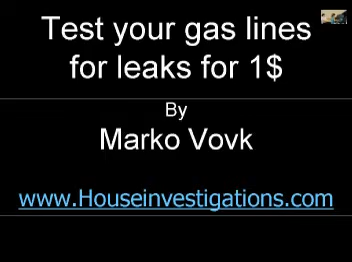 Test your gas lines
for leaks for 1$
By
Marko Vovk
www.Houseinvestigations.com